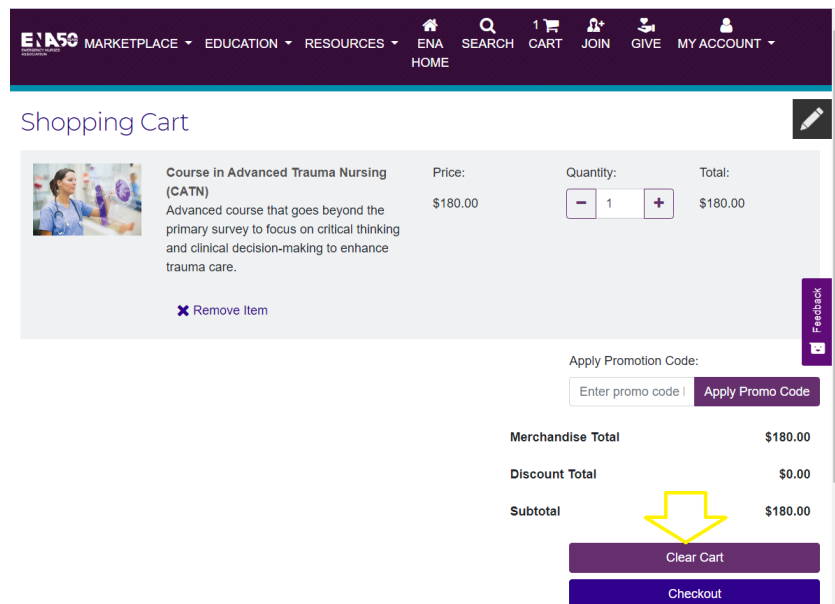 ENA50
EMERGENCY NURSES
ASSOCIATION
MARKETPLACE
EDUCATION
RESOURCES
ENA
HOME
SEARCH
1
CART
JOIN
GIVE
MY ACCOUNT
Shopping Cart
Course in Advanced Trauma Nursing
(CATN)
Advanced course that goes beyond the
primary survey to focus on critical thinking
and clinical decision-making to enhance
trauma care.
Remove Item
Price:
$180.00
Quantity:
1
Total:
$180.00
Feedback
Apply Promotion Code:
Enter promo code
Apply Promo Code
Merchandise Total $180.00
Discount Total $0.00
Subtotal $180.00
Clear Cart
Checkout